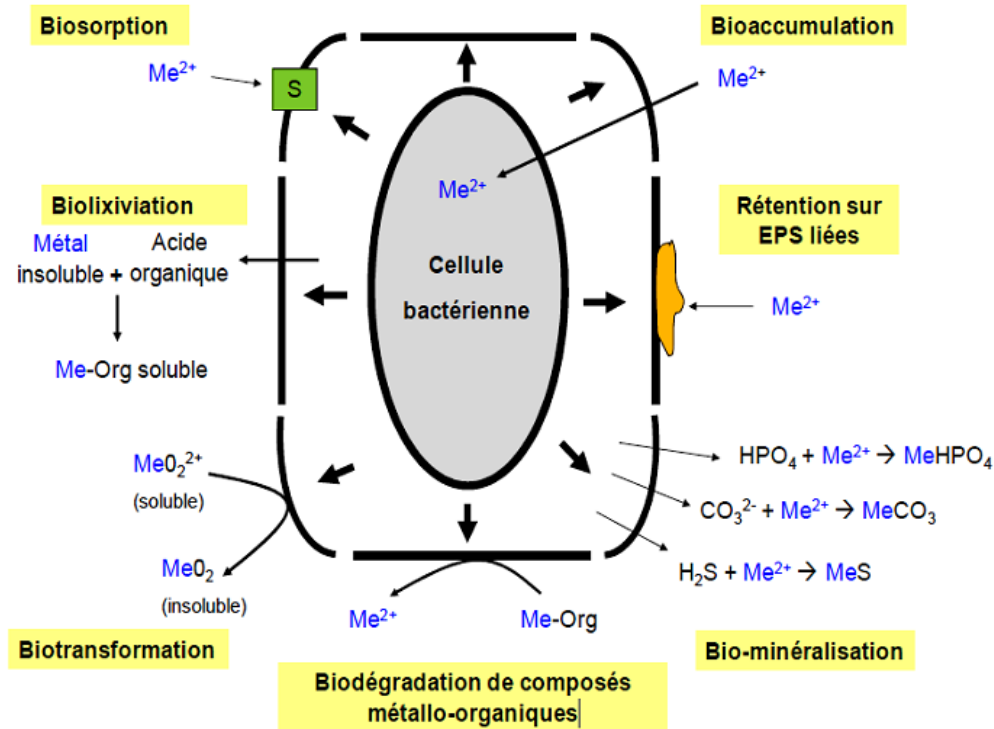 Biosorption
Me²⁺
S
Bioaccumulation
Me²⁺
Me²⁺
Cellule
bactérienne
Biolixiviation
Métal Acide
insoluble + organique
Me-Org soluble
Rétention sur
EPS liées
Me²⁺
Me0₂²⁺
(soluble)
Me0₂
(insoluble)
Biotransformation
Me²⁺ Me-Org
Biodégradation de composés
métallo-organiques
HPO₄ + Me²⁺ → MeHPO₄
CO₃²⁻ + Me²⁺ → MeCO₃
H₂S + Me²⁺ → MeS
Bio-minéralisation